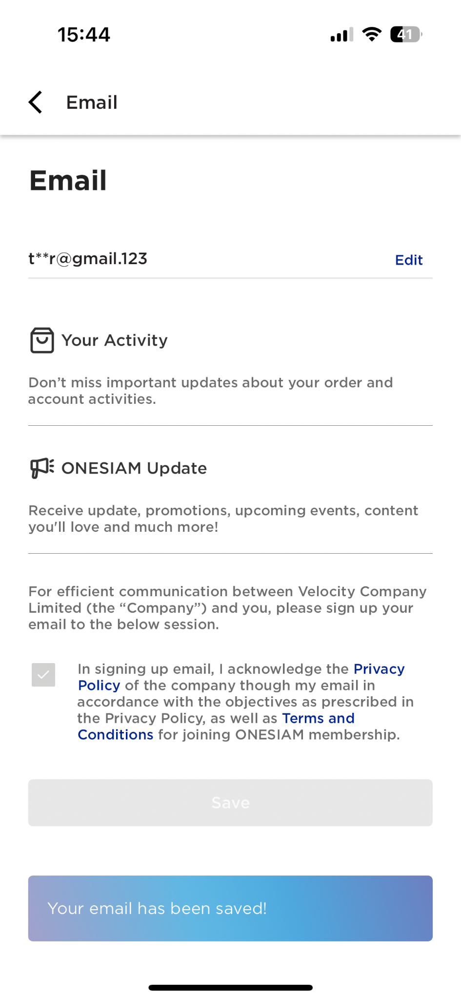 15:44
41
Email
Email
t**r@gmail.123
Edit
Your Activity
Don’t miss important updates about your order and
account activities.
ONESIAM Update
Receive update, promotions, upcoming events, content
you'll love and much more!
For efficient communication between Velocity Company
Limited (the “Company”) and you, please sign up your
email to the below session.
In signing up email, I acknowledge the Privacy
Policy of the company though my email in
accordance with the objectives as prescribed in
the Privacy Policy, as well as Terms and
Conditions for joining ONESIAM membership.
Save
Your email has been saved!